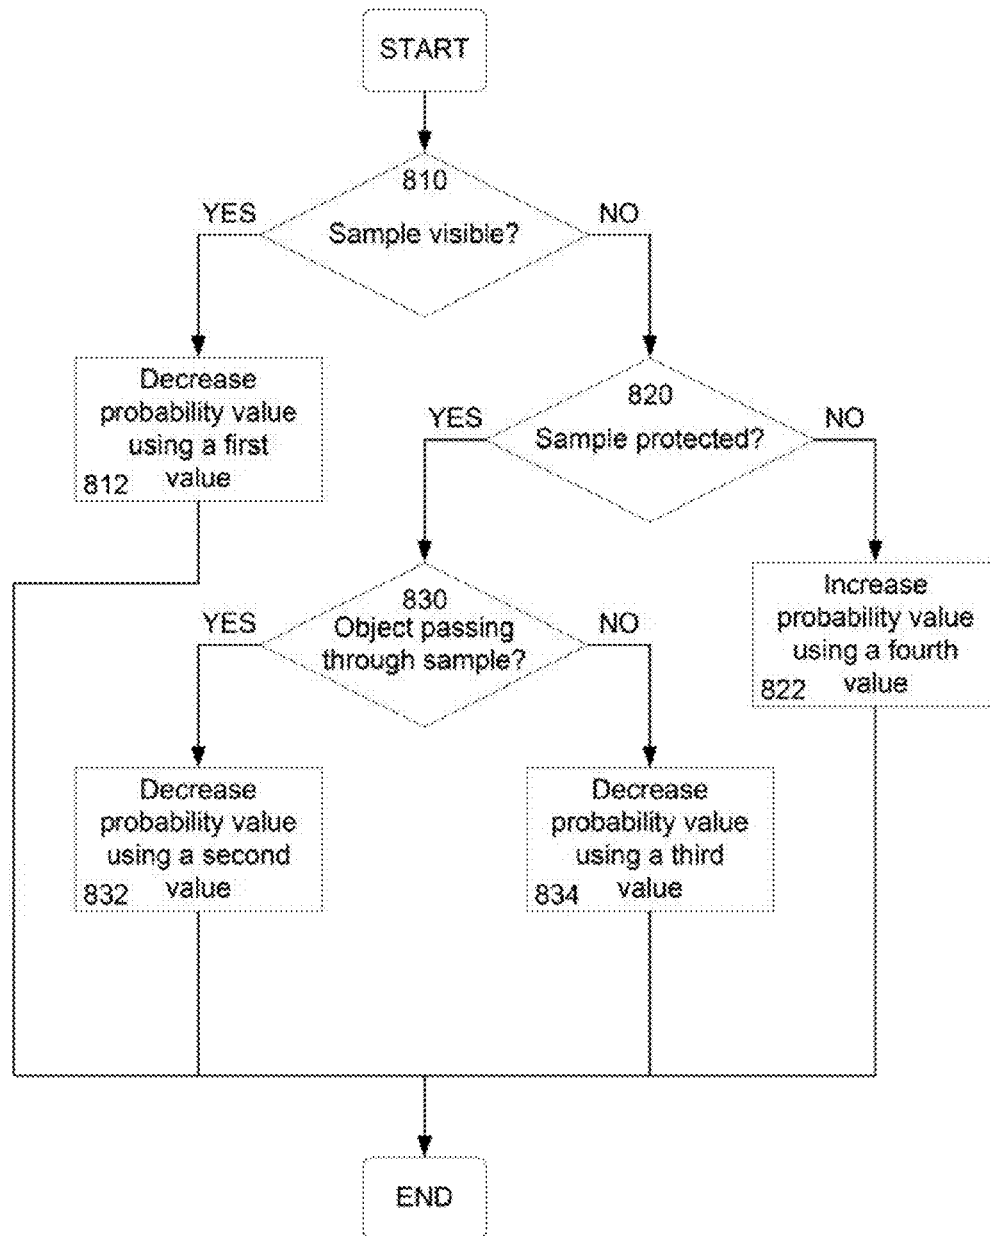 START
810
YES
NO
Sample visible?
Decrease
probability value
using a first
value
812
820
YES
NO
Sample protected?
830
YES
NO
Object passing
through sample?
Increase
probability value
using a fourth
value
822
Decrease
probability value
using a second
value
832
Decrease
probability value
using a third
value
834
END